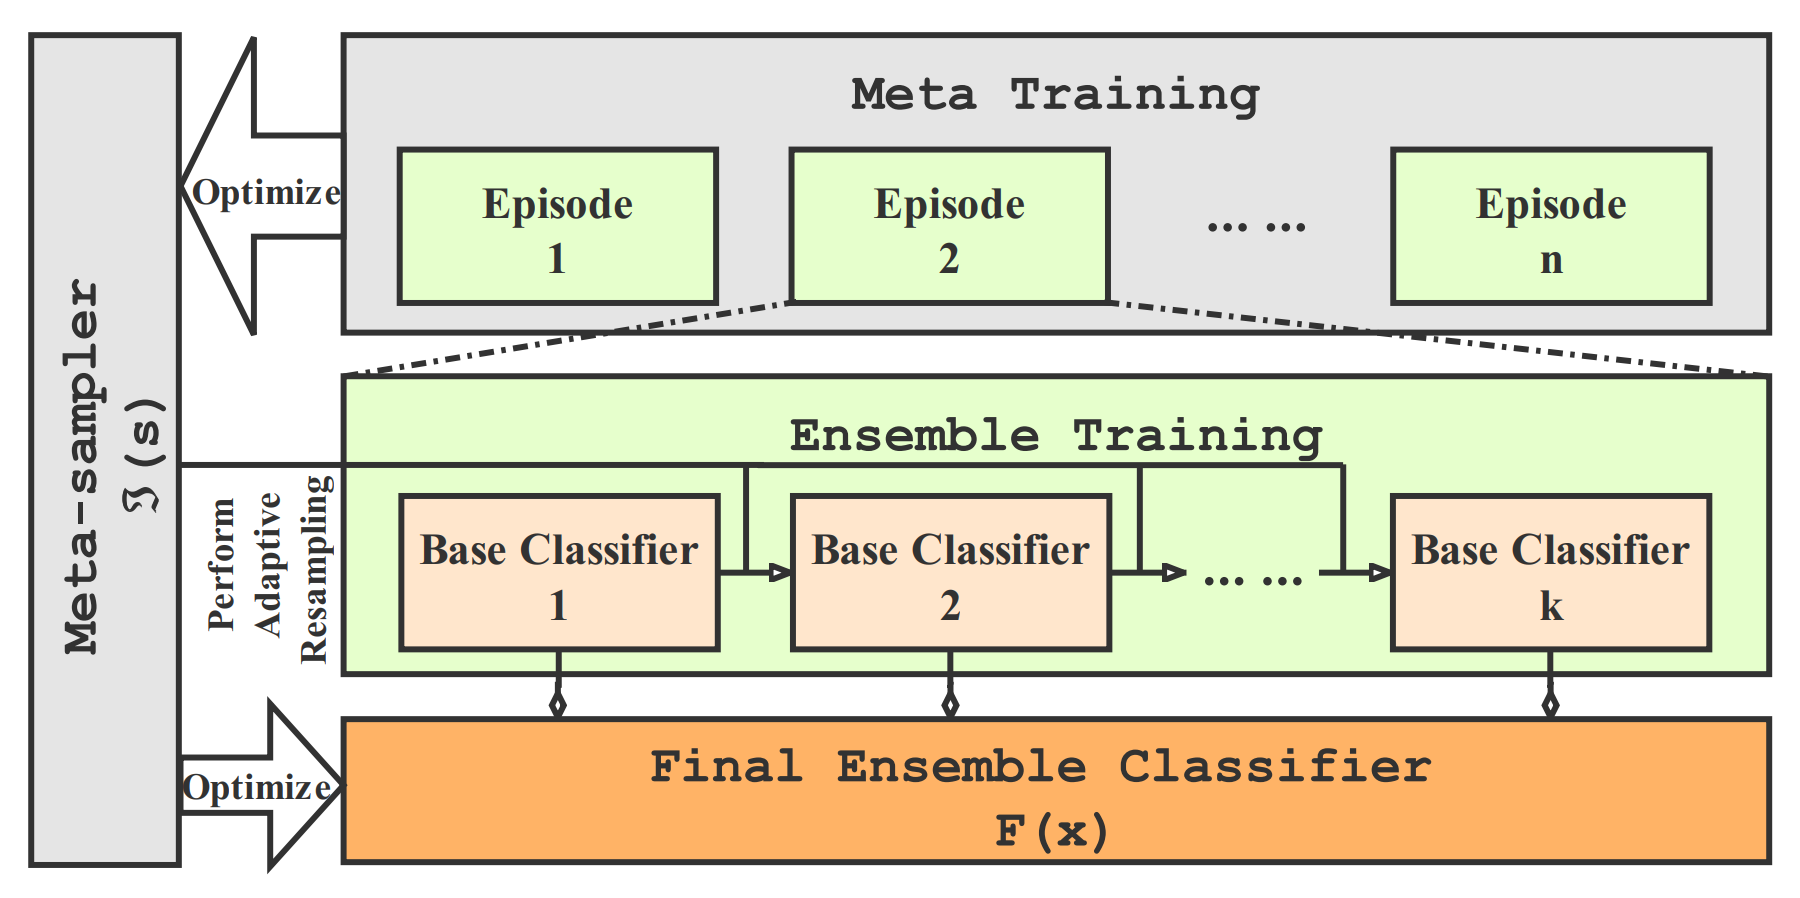 Meta-sampler
ℑ(s)
Optimize
Meta Training
Episode
1
Episode
2
... ...
Episode
n
Perform
Adaptive
Resampling
Ensemble Training
Base Classifier
1
Base Classifier
2
... ...
Base Classifier
k
Optimize
Final Ensemble Classifier
F(x)